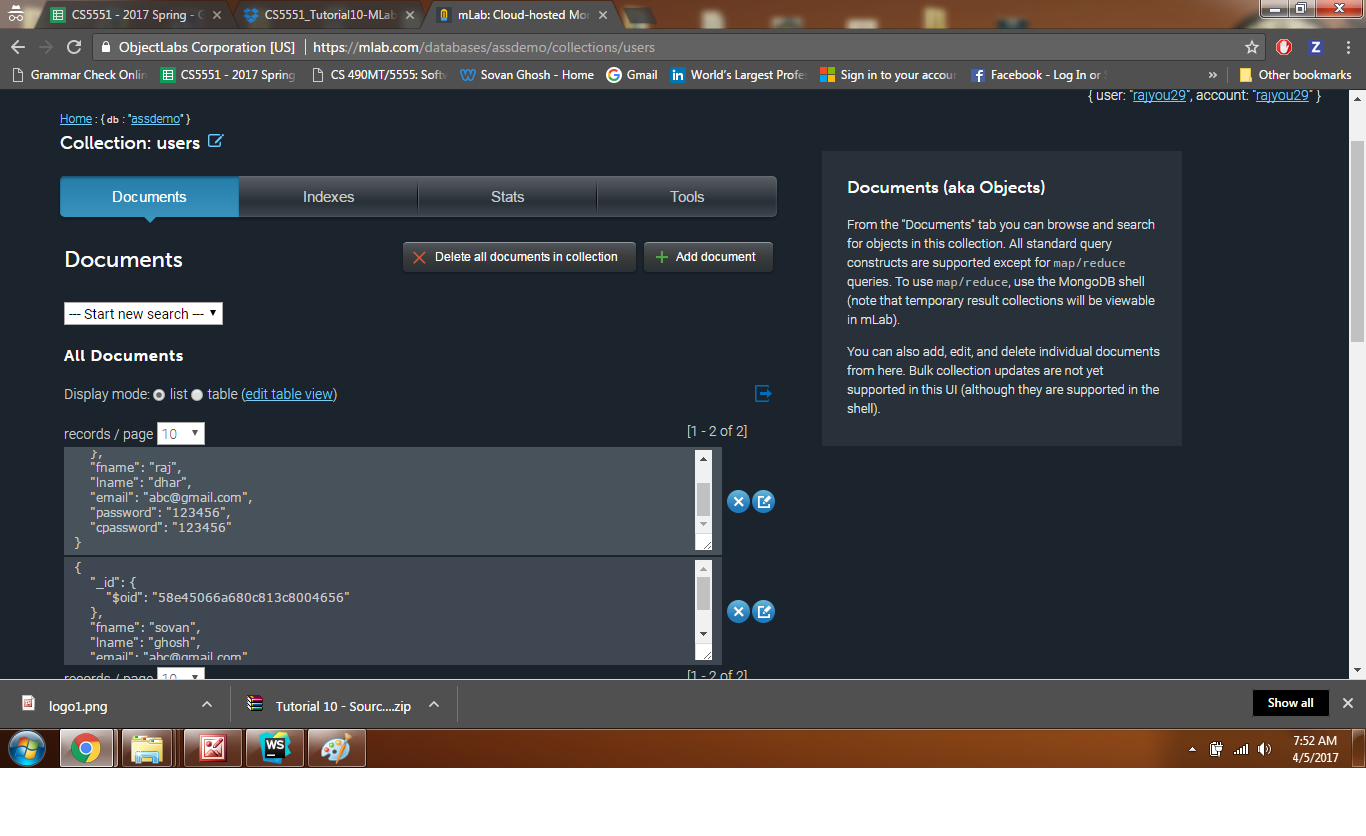 CS5551 - 2017 Spring - G
CS5551_Tutorial10-MLab
mLab: Cloud-hosted Mon
ObjectLabs Corporation [US] | https://mlab.com/databases/assdemo/collections/users
Grammar Check Onlin
CS5551 - 2017 Spring
CS 490MT/5555: Softw
Sovan Ghosh - Home
Gmail
World's Largest Profe
Sign in to your accou
Facebook - Log In or S
»
Other bookmarks
{ user: "rajyou29", account: "rajyou29" }
Home : { db : "assdemo" }
Collection: users
Documents
Indexes
Stats
Tools
Documents
Delete all documents in collection
Add document
--- Start new search ---
All Documents
Display mode: list table (edit table view)
records / page 10
[1 - 2 of 2]
},
"fname": "raj",
"lname": "dhar",
"email": "abc@gmail.com",
"password": "123456",
"cpassword": "123456"
}
{
"_id": {
"$oid": "58e45066a680c813c8004656"
},
"fname": "sovan",
"lname": "ghosh",
"email": "abc@gmail.com"
records / page 10
[1 - 2 of 2]
Documents (aka Objects)
From the "Documents" tab you can browse and search
for objects in this collection. All standard query
constructs are supported except for map/reduce
queries. To use map/reduce, use the MongoDB shell
(note that temporary result collections will be viewable
in mLab).
You can also add, edit, and delete individual documents
from here. Bulk collection updates are not yet
supported in this UI (although they are supported in the
shell).
logo1.png
Tutorial 10 - Sourc....zip
Show all
WS
7:52 AM
4/5/2017